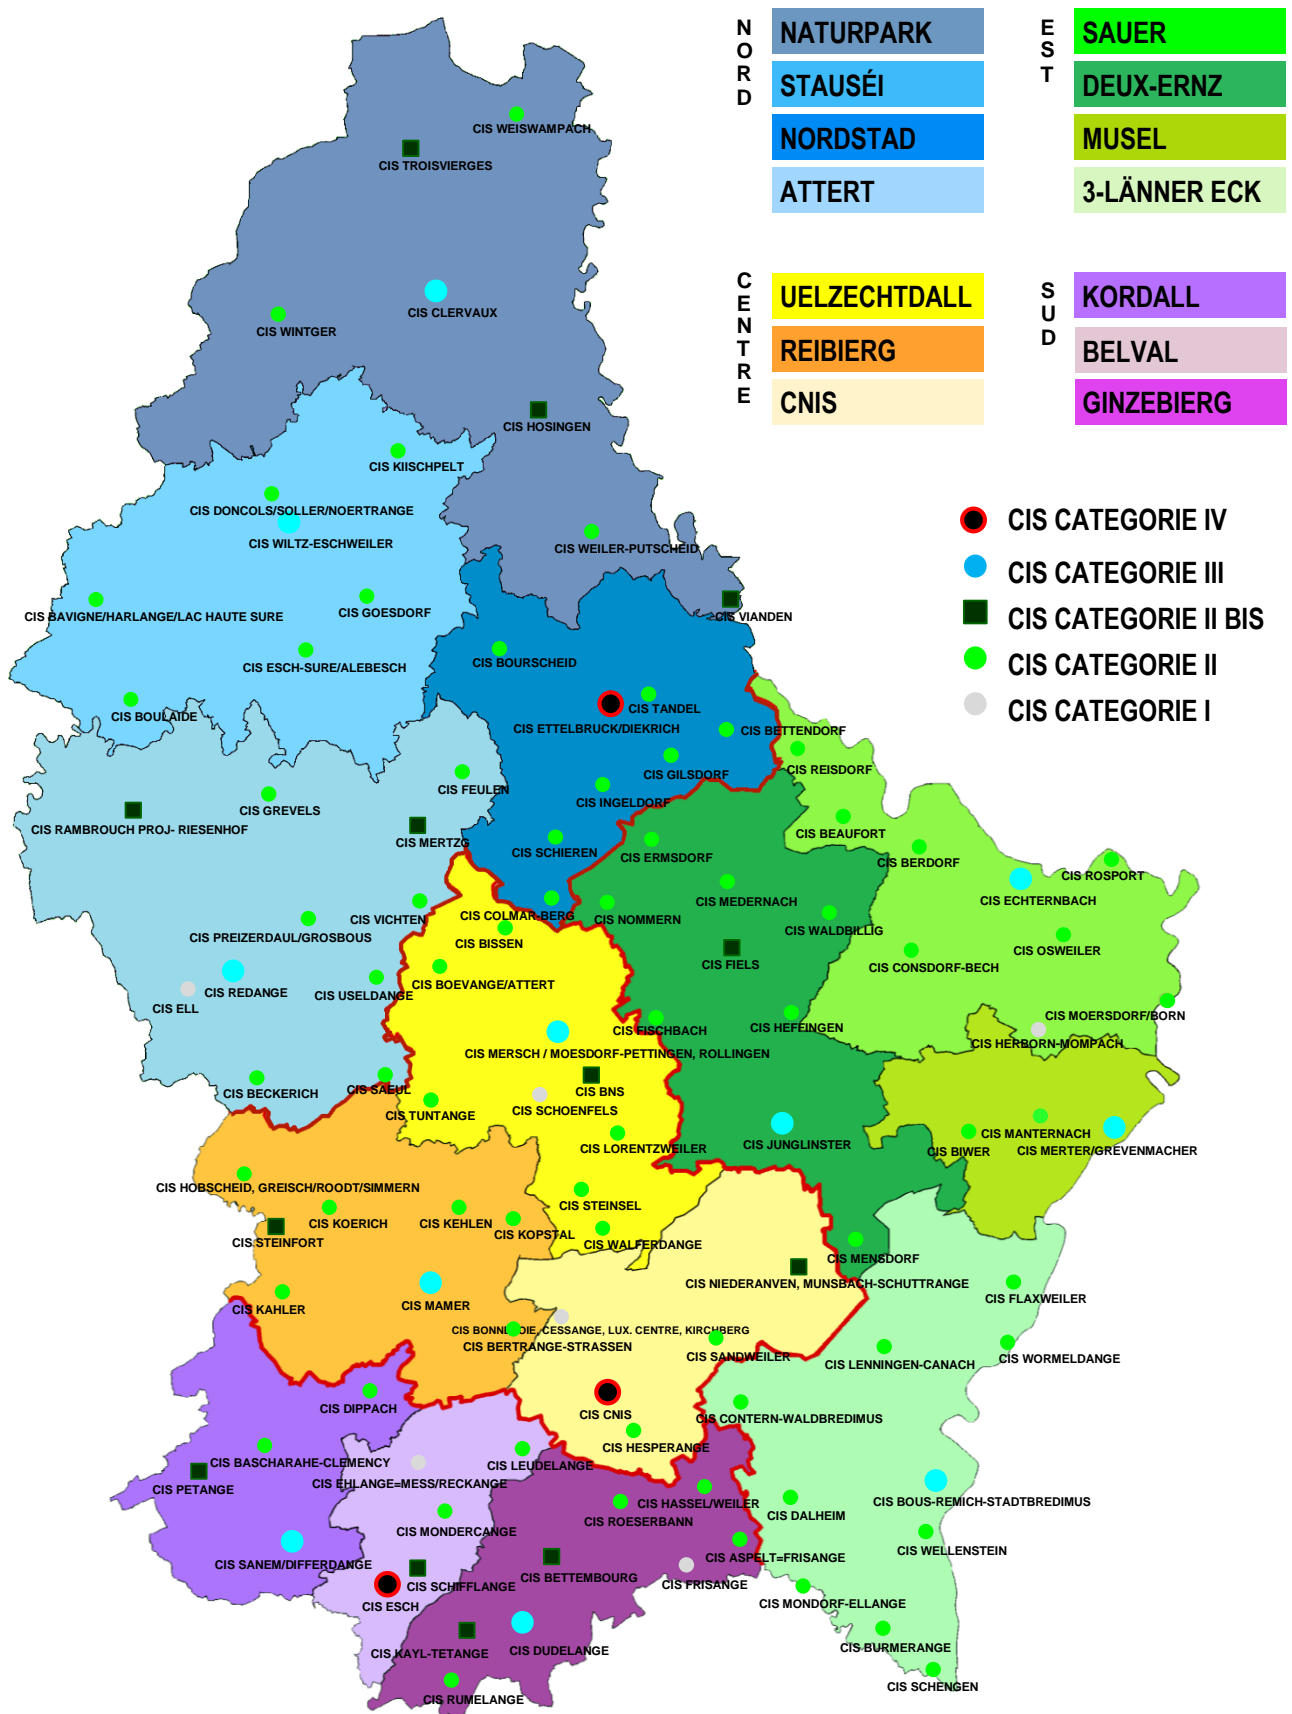 NORD
NATURPARK
STAUSÉI
NORDSTAD
ATTERT
EST
SAUER
DEUX-ERNZ
MUSEL
3-LÄNNER ECK
CENTRE
UELZECHTDALL
REIBIERG
CNIS
SUD
KORDALL
BELVAL
GINZEBIERG
CIS CATEGORIE IV
CIS CATEGORIE III
CIS CATEGORIE II BIS
CIS CATEGORIE II
CIS CATEGORIE I
CIS WEISWAMPACH
CIS TROISVIERGES
CIS CLERVAUX
CIS WINTGER
CIS HOSINGEN
CIS KIISCHPELT
CIS DONCOLS/SOLLER/NOERTRANGE
CIS WILTZ-ESCHWEILER
CIS WEILER-PUTSCHEID
CIS BAVIGNE/HARLANGE/LAC HAUTE SURE
CIS GOESDORF
CIS VIANDEN
CIS ESCH-SURE/ALEBESCH
CIS BOURSCHEID
CIS BOULAIDE
CIS TANDEL
CIS ETTELBRUCK/DIEKRICH
CIS BETTENDORF
CIS REISDORF
CIS GILSDORF
CIS FEULEN
CIS INGELDORF
CIS GREVELS
CIS RAMBROUCH PROJ- RIESENHOF
CIS MERTZG
CIS BEAUFORT
CIS SCHIEREN
CIS ERMSDORF
CIS BERDORF
CIS ROSPORT
CIS ECHTERNBACH
CIS MEDERNACH
CIS VICHTEN
CIS COLMAR-BERG
CIS NOMMERN
CIS WALDBILLIG
CIS PREIZERDAUL/GROSBOUS
CIS BISSEN
CIS OSWEILER
CIS FIELS
CIS CONSDORF-BECH
CIS BOEVANGE/ATTERT
CIS REDANGE
CIS USELDANGE
CIS ELL
CIS MOERSDORF/BORN
CIS FISCHBACH
CIS HEFFINGEN
CIS HERBORN-MOMPACH
CIS MERSCH / MOESDORF-PETTINGEN, ROLLINGEN
CIS BECKERICH
CIS SAEUL
CIS BNS
CIS TUNTANGE
CIS SCHOENFELS
CIS LORENTZWEILER
CIS JUNGLINSTER
CIS MANTERNACH
CIS BIWER
CIS MERTER/GREVENMACHER
CIS HOBSCHEID, GREISCH/ROODT/SIMMERN
CIS STEINSEL
CIS KOERICH
CIS KEHLEN
CIS KOPSTAL
CIS STEINFORT
CIS WALFERDANGE
CIS MENSDORF
CIS NIEDERANVEN, MUNSBACH-SCHUTTRANGE
CIS FLAXWEILER
CIS KAHLER
CIS MAMER
CIS CESSANGE, LUX. CENTRE, KIRCHBERG
CIS BERTRANGE-STRASSEN
CIS SANDWEILER
CIS LENNINGEN-CANACH
CIS WORMELDANGE
CIS DIPPACH
CIS CNIS
CIS CONTERN-WALDBREDIMUS
CIS HESPERANGE
CIS BASCHARAHE-CLEMENCY
CIS LEUDELANGE
CIS PETANGE
CIS EHLANGE=MESS/RECKANGE
CIS HASSEL/WEILER
CIS BOUS-REMICH-STADTBREDIMUS
CIS ROESERBANN
CIS DALHEIM
CIS MONDERCANGE
CIS WELLENSTEIN
CIS SANEM/DIFFERDANGE
CIS ASPELT=FRISANGE
CIS BETTEMBOURG
CIS SCHIFFLANGE
CIS FRISANGE
CIS ESCH
CIS MONDORF-ELLANGE
CIS KAYL-TETANGE
CIS DUDELANGE
CIS BURMERANGE
CIS SCHENGEN
CIS RUMELANGE